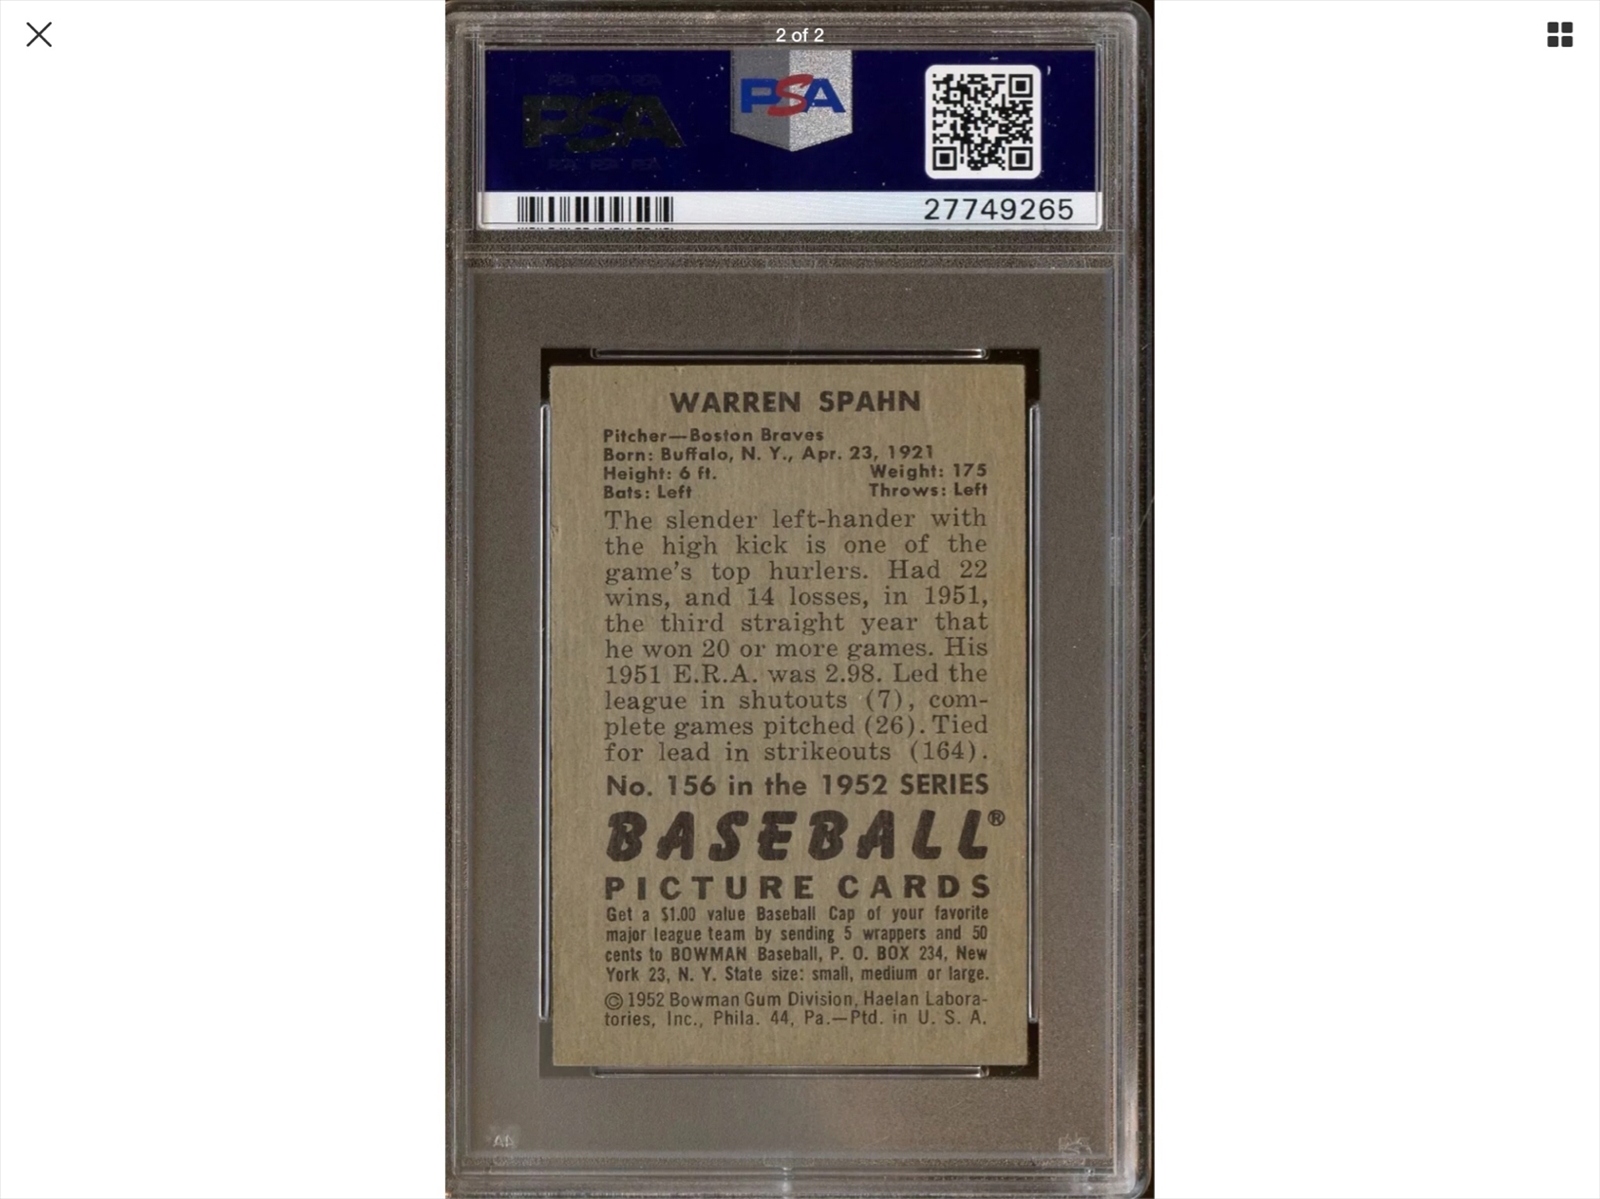 2 of 2
PSA
PSA
27749265
WARREN SPAHN
Pitcher—Boston Braves
Born: Buffalo, N. Y., Apr. 23, 1921
Height: 6 ft. Weight: 175
Bats: Left Throws: Left
The slender left-hander with
the high kick is one of the
game's top hurlers. Had 22
wins, and 14 losses, in 1951,
the third straight year that
he won 20 or more games. His
1951 E.R.A. was 2.98. Led the
league in shutouts (7), com-
plete games pitched (26). Tied
for lead in strikeouts (164).
No. 156 in the 1952 SERIES
BASEBALL®
PICTURE CARDS
Get a $1.00 value Baseball Cap of your favorite
major league team by sending 5 wrappers and 50
cents to BOWMAN Baseball, P. O. BOX 234, New
York 23, N. Y. State size: small, medium or large.
© 1952 Bowman Gum Division, Haelan Labora-
tories, Inc., Phila. 44, Pa.—Ptd. in U. S. A.